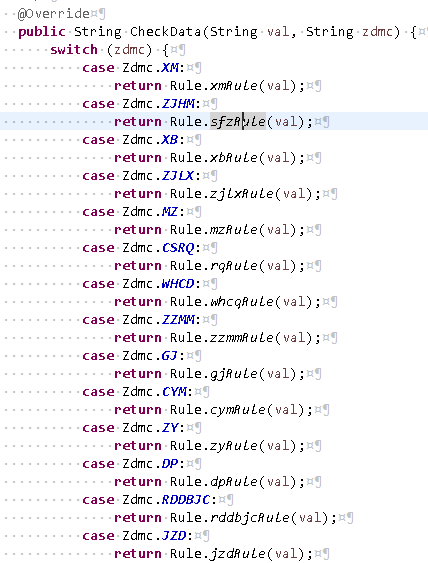 @Override
public String CheckData(String val, String zdmc) {
switch (zdmc) {
case Zdmc.XM:
return Rule.xmRule(val);
case Zdmc.ZJHM:
return Rule.sfzRule(val);
case Zdmc.XB:
return Rule.xbRule(val);
case Zdmc.ZJLX:
return Rule.zjlxRule(val);
case Zdmc.MZ:
return Rule.mzRule(val);
case Zdmc.CSRQ:
return Rule.rqRule(val);
case Zdmc.WHCD:
return Rule.whcqRule(val);
case Zdmc.ZZMM:
return Rule.zzmmRule(val);
case Zdmc.GJ:
return Rule.gjRule(val);
case Zdmc.CYM:
return Rule.cymRule(val);
case Zdmc.ZY:
return Rule.zyRule(val);
case Zdmc.DP:
return Rule.dpRule(val);
case Zdmc.RDDBJC:
return Rule.rddbjcRule(val);
case Zdmc.JZD:
return Rule.jzdRule(val);